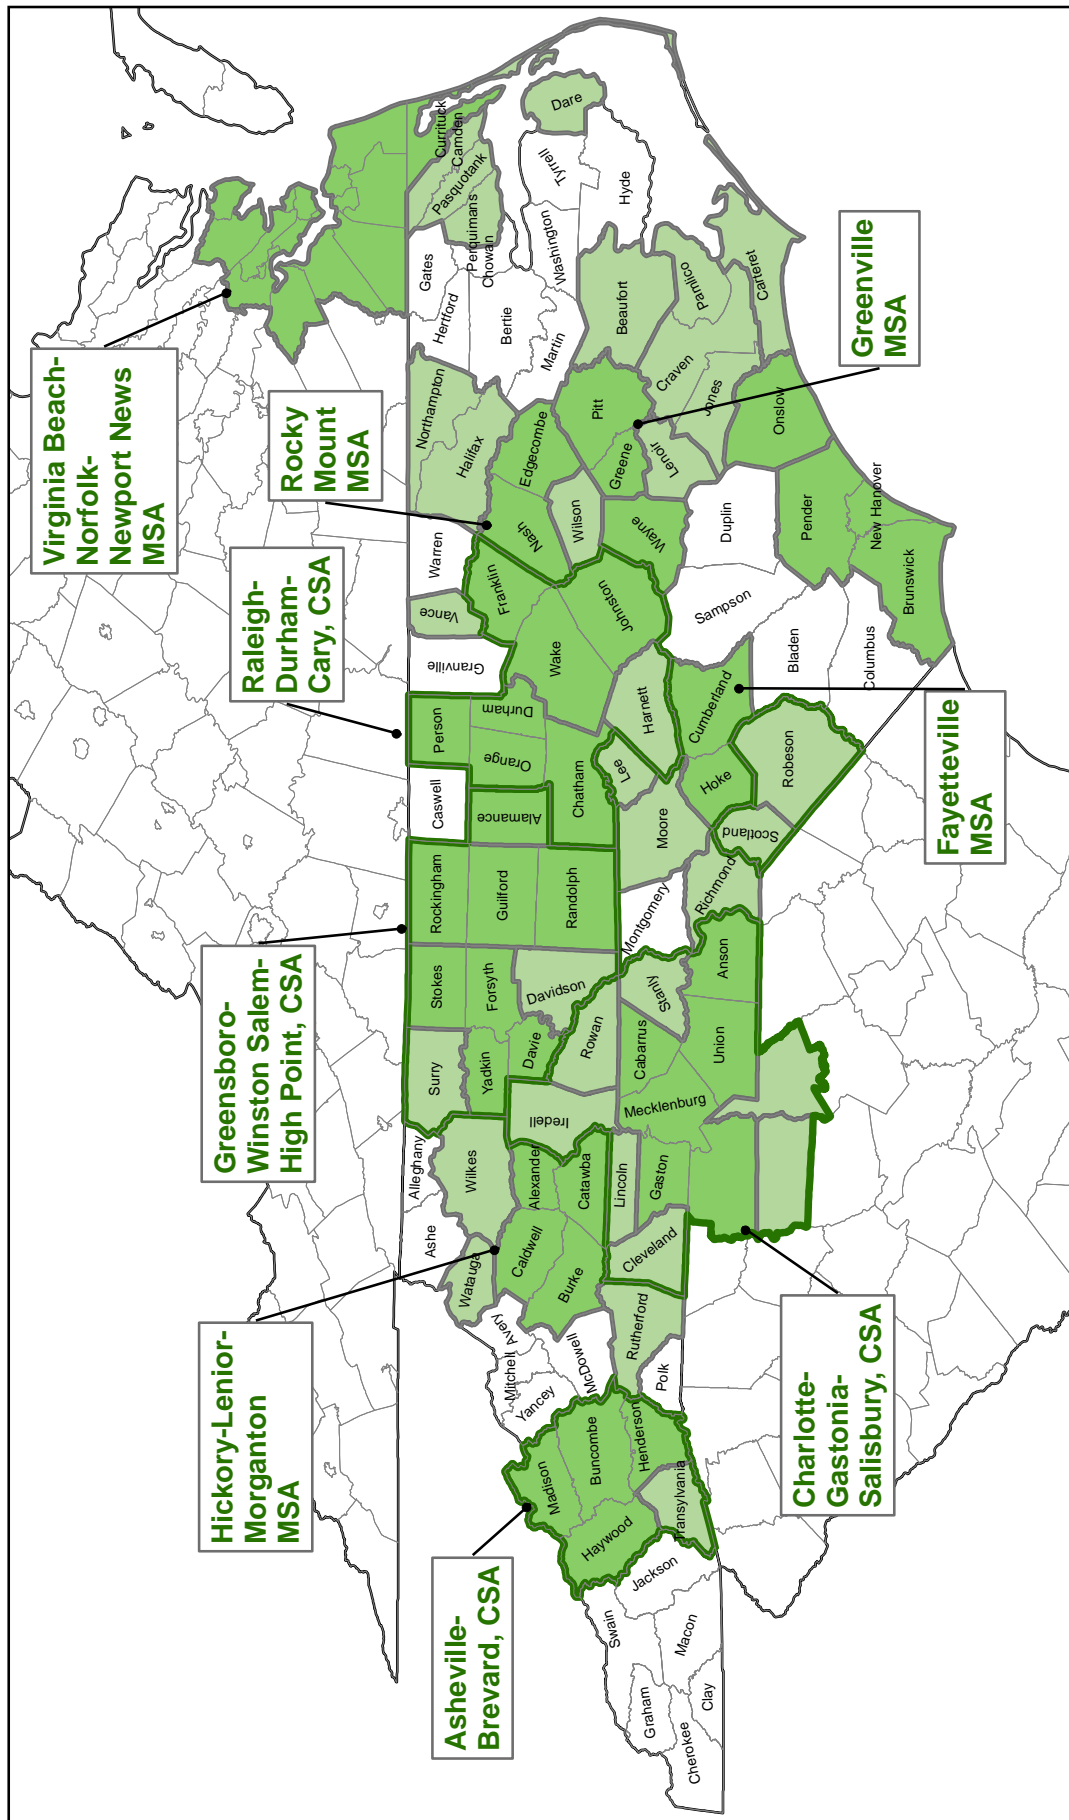 Virginia Beach-
Norfolk-
Newport News
MSA
Raleigh-
Durham-
Cary, CSA
Rocky
Mount
MSA
Greensboro-
Winston Salem-
High Point, CSA
Hickory-Lenior-
Morganton
MSA
Asheville-
Brevard, CSA
Charlotte-
Gastonia-
Salisbury, CSA
Fayetteville
MSA
Greenville
MSA
Cherokee
Graham
Clay
Swain
Macon
Jackson
Haywood
Madison
Buncombe
Henderson
Transylvania
Yancey
Mitchell
Avery
McDowell
Polk
Rutherford
Watauga
Ashe
Alleghany
Wilkes
Caldwell
Burke
Alexander
Catawba
Lincoln
Cleveland
Gaston
Iredell
Mecklenburg
Surry
Yadkin
Davie
Rowan
Cabarrus
Union
Stokes
Forsyth
Davidson
Stanly
Anson
Rockingham
Guilford
Randolph
Montgomery
Richmond
Caswell
Alamance
Moore
Scotland
Person
Orange
Durham
Chatham
Lee
Hoke
Robeson
Granville
Wake
Harnett
Cumberland
Vance
Franklin
Johnston
Sampson
Bladen
Columbus
Warren
Nash
Wilson
Wayne
Duplin
Pender
New Hanover
Brunswick
Northampton
Halifax
Edgecombe
Pitt
Greene
Lenoir
Jones
Onslow
Hertford
Gates
Bertie
Martin
Beaufort
Craven
Pamlico
Carteret
Currituck
Camden
Pasquotank
Perquimans
Chowan
Washington
Tyrrell
Dare
Hyde